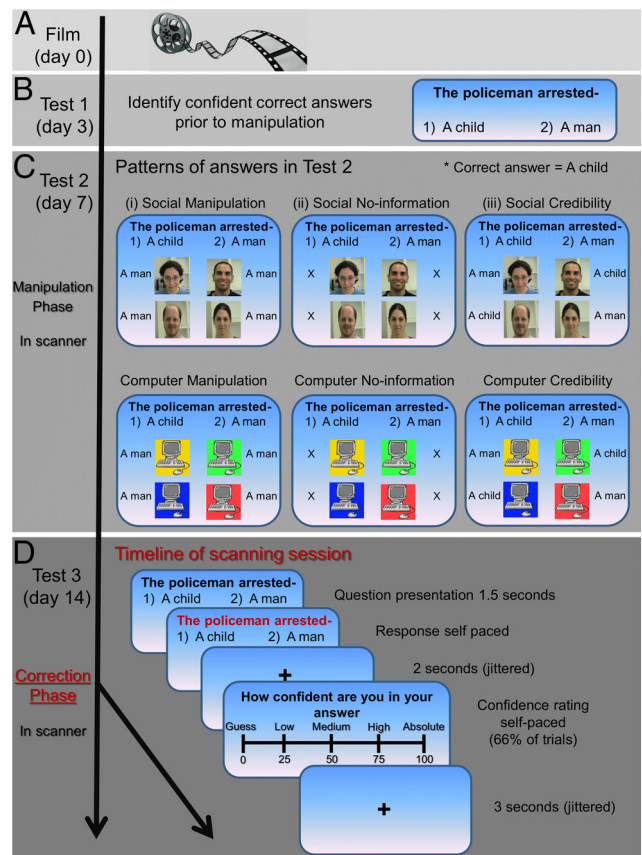 A
Film
(day 0)
B
Test 1
(day 3)
Identify confident correct answers
prior to manipulation
The policeman arrested-
1) A child 2) A man
C
Test 2
(day 7)
Patterns of answers in Test 2
* Correct answer = A child
Manipulation
Phase
In scanner
(i) Social Manipulation
The policeman arrested-
1) A child 2) A man
A man A man
A man A man
(ii) Social No-information
The policeman arrested-
1) A child 2) A man
X X
X X
(iii) Social Credibility
The policeman arrested-
1) A child 2) A man
A man A child
A child A man
Computer Manipulation
The policeman arrested-
1) A child 2) A man
A man A man
A man A man
Computer No-information
The policeman arrested-
1) A child 2) A man
X X
X X
Computer Credibility
The policeman arrested-
1) A child 2) A man
A man A child
A child A man
D
Test 3
(day 14)
Correction
Phase
In scanner
Timeline of scanning session
The policeman arrested-
1) A child 2) A man
Question presentation 1.5 seconds
The policeman arrested-
1) A child 2) A man
Response self paced
+
2 seconds (jittered)
How confident are you in your
answer
Guess Low Medium High Absolute
0 25 50 75 100
Confidence rating
self-paced
(66% of trials)
+
3 seconds (jittered)